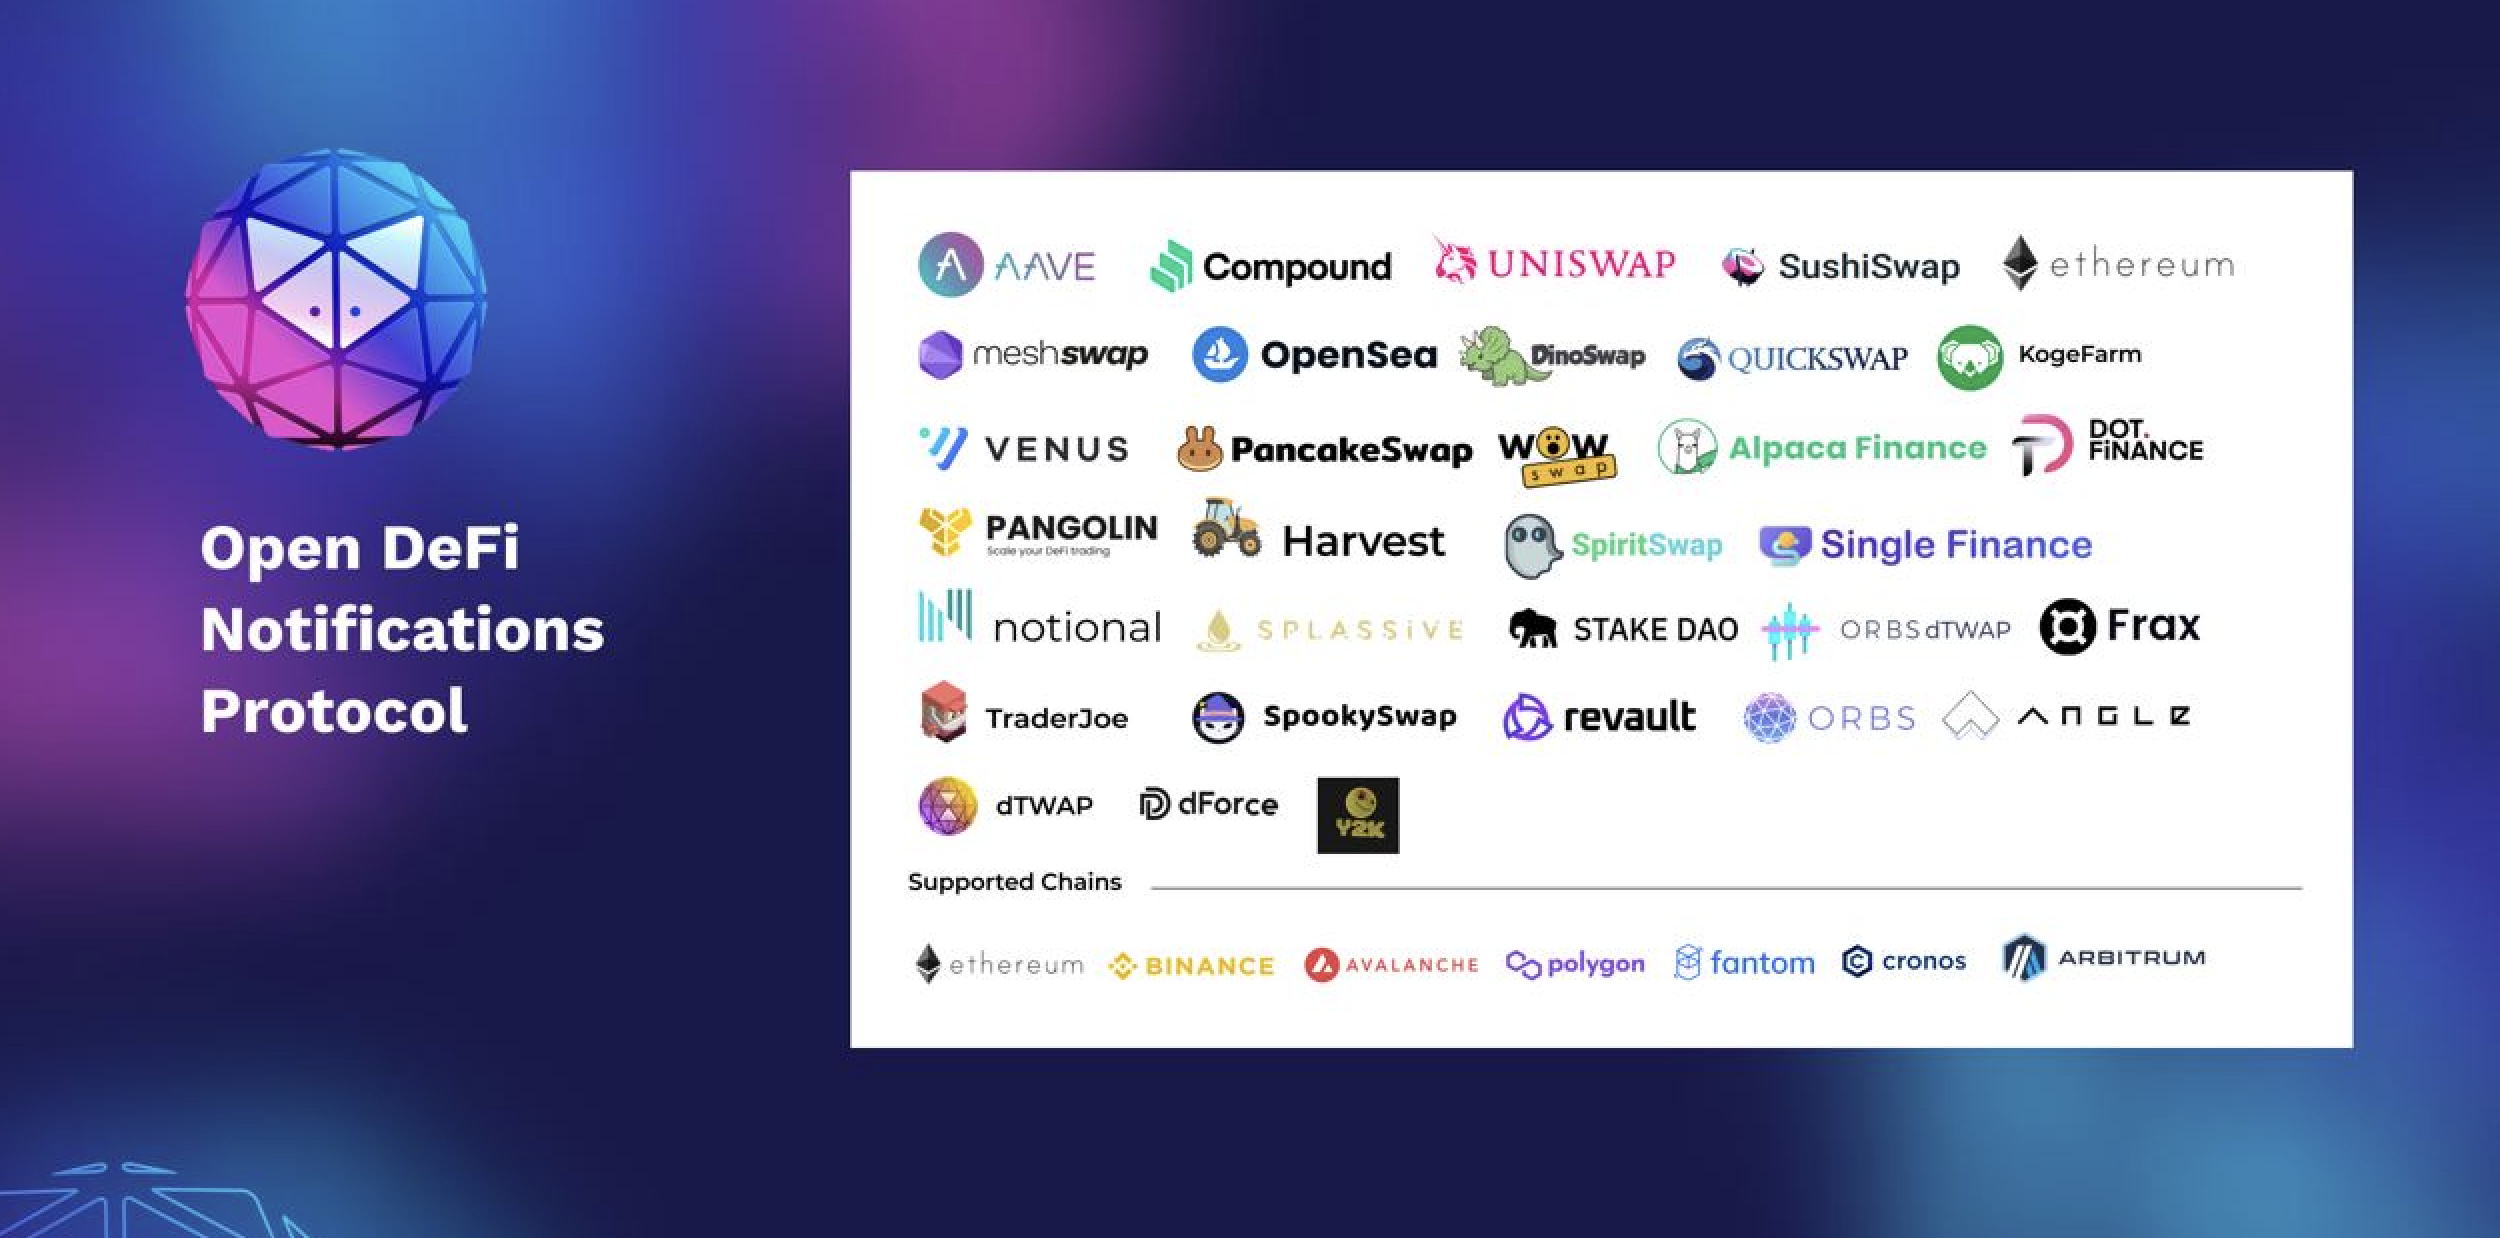 Open DeFi
Notifications
Protocol
AAVE Compound UNISWAP SushiSwap ethereum
meshswap OpenSea DinoSwap QUICKSWAP KogeFarm
VENUS PancakeSwap WOW swap Alpaca Finance DOT. FiNANCE
PANGOLIN Scale your DeFi trading Harvest SpiritSwap Single Finance
notional SPLASSiVE STAKE DAO ORBS dTWAP Frax
TraderJoe SpookySwap revault ORBS ANGLE
dTWAP dForce Y2K
Supported Chains
ethereum BINANCE AVALANCHE polygon fantom cronos ARBITRUM